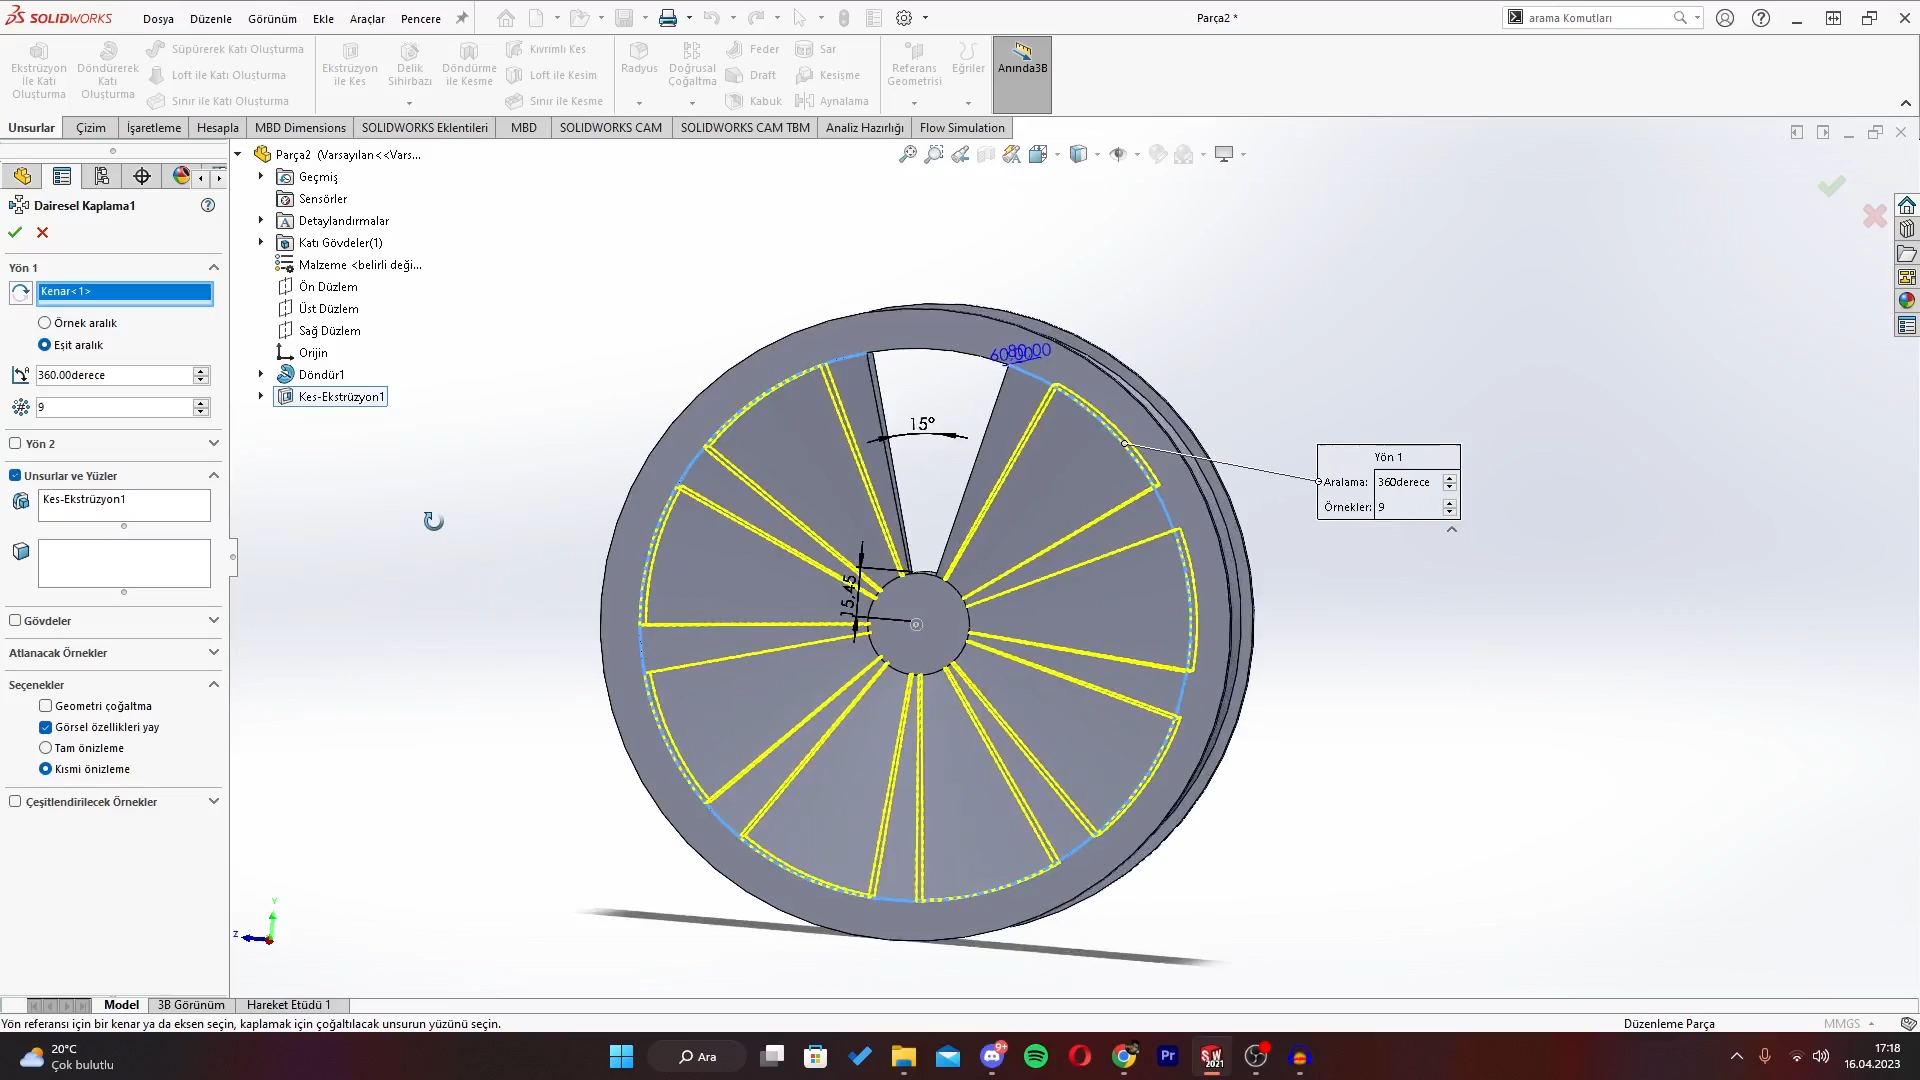 SOLIDWORKS
Dosya Düzenle Görünüm Ekle Araçlar Pencere
Parça2 *
arama Komutları
Ekstrüzyon İle Katı Oluşturma
Döndürerek Katı Oluşturma
Süpürerek Katı Oluşturma
Loft ile Katı Oluşturma
Sınır ile Katı Oluşturma
Ekstrüzyon ile Kes
Delik Sihirbazı
Döndürme ile Kesme
Kıvrımlı Kes
Loft ile Kesim
Sınır ile Kesme
Radyus
Doğrusal Çoğaltma
Feder
Draft
Kabuk
Sar
Kesişme
Aynalama
Referans Geometrisi
Eğriler
Anında3B
Unsurlar Çizim İşaretleme Hesapla MBD Dimensions SOLIDWORKS Eklentileri MBD SOLIDWORKS CAM SOLIDWORKS CAM TBM Analiz Hazırlığı Flow Simulation
Dairesel Kaplama1
Yön 1
Kenar<1>
Örnek aralık
Eşit aralık
360.00derece
9
Yön 2
Unsurlar ve Yüzler
Kes-Ekstrüzyon1
Gövdeler
Atlanacak Örnekler
Seçenekler
Geometri çoğaltma
Görsel özellikleri yay
Tam önizleme
Kısmi önizleme
Çeşitlendirilecek Örnekler
Parça2 (Varsayılan<<Vars...
Geçmiş
Sensörler
Detaylandırmalar
Katı Gövdeler(1)
Malzeme <belirli deği...
Ön Düzlem
Üst Düzlem
Sağ Düzlem
Orijin
Döndür1
Kes-Ekstrüzyon1
15°
15,45
Yön 1
Aralama: 360derece
Örnekler: 9
Y
Z
Model 3B Görünüm Hareket Etüdü 1
Yön referansı için bir kenar ya da eksen seçin, kaplamak için çoğaltılacak unsurun yüzünü seçin.
Düzenleme Parça
MMGS
20°C
Çok bulutlu
Ara
9+
Pr
SW
2021
17:18
16.04.2023